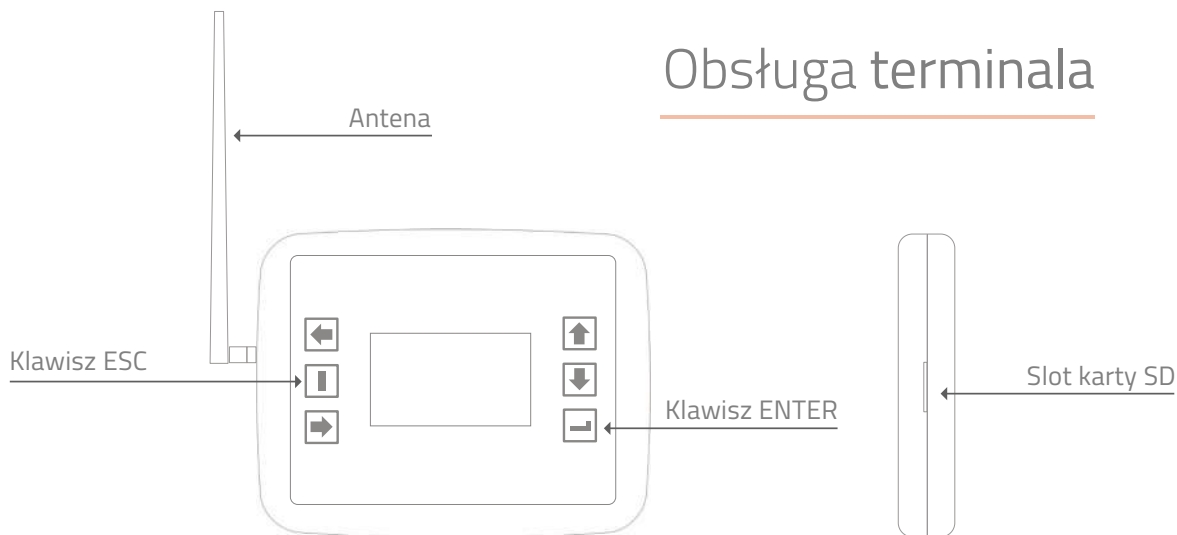 Obsługa terminala
Antena
Klawisz ESC
Klawisz ENTER
Slot karty SD